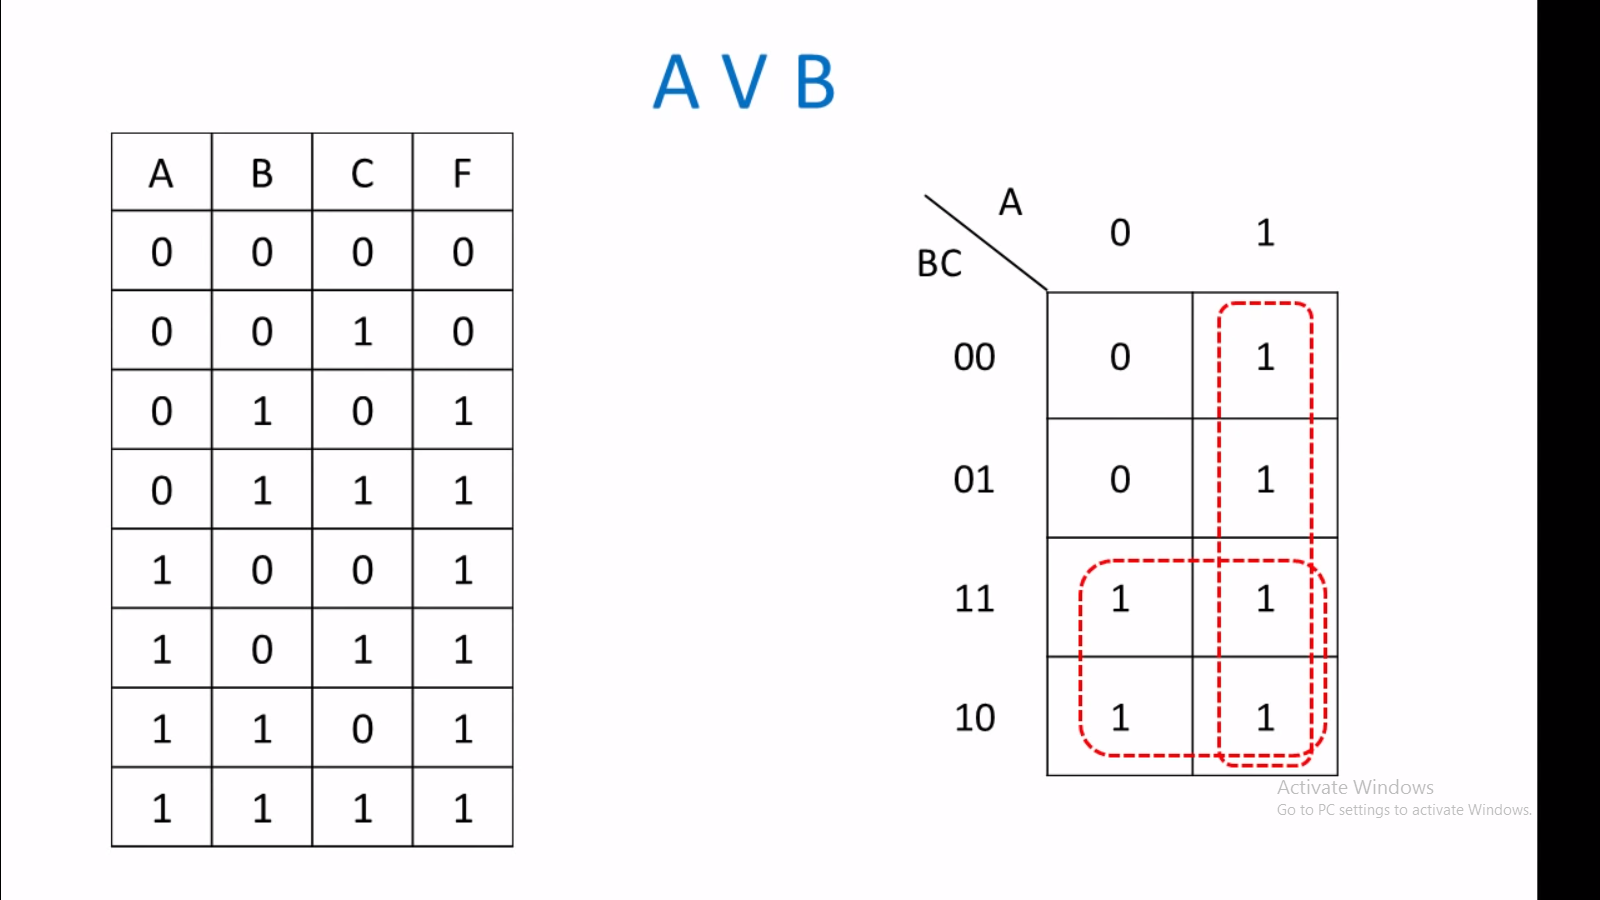 A V B
A B C F
0 0 0 0
0 0 1 0
0 1 0 1
0 1 1 1
1 0 0 1
1 0 1 1
1 1 0 1
1 1 1 1
A
0 1
BC
00 0 1
01 0 1
11 1 1
10 1 1
Activate Windows
Go to PC settings to activate Windows.